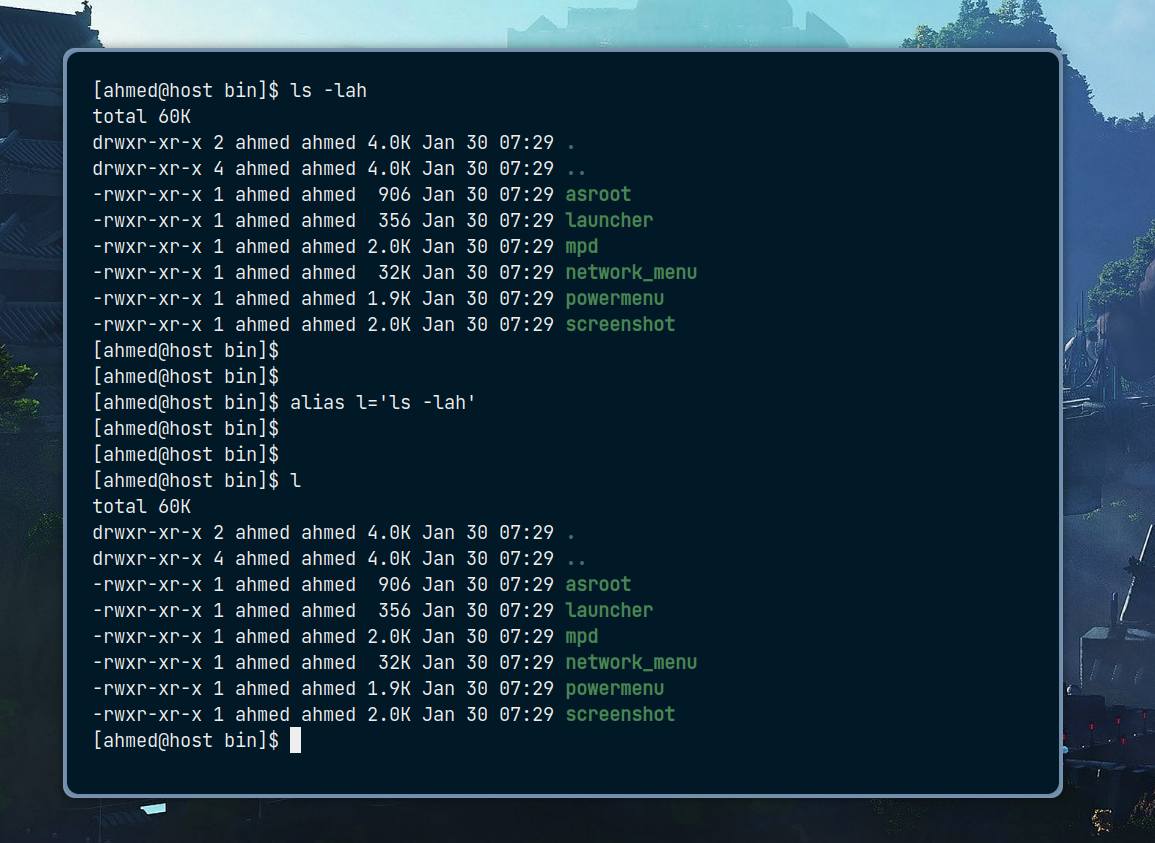 [ahmed@host bin]$ ls -lah
total 60K
drwxr-xr-x 2 ahmed ahmed 4.0K Jan 30 07:29 .
drwxr-xr-x 4 ahmed ahmed 4.0K Jan 30 07:29 ..
-rwxr-xr-x 1 ahmed ahmed  906 Jan 30 07:29 asroot
-rwxr-xr-x 1 ahmed ahmed  356 Jan 30 07:29 launcher
-rwxr-xr-x 1 ahmed ahmed 2.0K Jan 30 07:29 mpd
-rwxr-xr-x 1 ahmed ahmed  32K Jan 30 07:29 network_menu
-rwxr-xr-x 1 ahmed ahmed 1.9K Jan 30 07:29 powermenu
-rwxr-xr-x 1 ahmed ahmed 2.0K Jan 30 07:29 screenshot
[ahmed@host bin]$
[ahmed@host bin]$
[ahmed@host bin]$ alias l='ls -lah'
[ahmed@host bin]$
[ahmed@host bin]$
[ahmed@host bin]$ l
total 60K
drwxr-xr-x 2 ahmed ahmed 4.0K Jan 30 07:29 .
drwxr-xr-x 4 ahmed ahmed 4.0K Jan 30 07:29 ..
-rwxr-xr-x 1 ahmed ahmed  906 Jan 30 07:29 asroot
-rwxr-xr-x 1 ahmed ahmed  356 Jan 30 07:29 launcher
-rwxr-xr-x 1 ahmed ahmed 2.0K Jan 30 07:29 mpd
-rwxr-xr-x 1 ahmed ahmed  32K Jan 30 07:29 network_menu
-rwxr-xr-x 1 ahmed ahmed 1.9K Jan 30 07:29 powermenu
-rwxr-xr-x 1 ahmed ahmed 2.0K Jan 30 07:29 screenshot
[ahmed@host bin]$